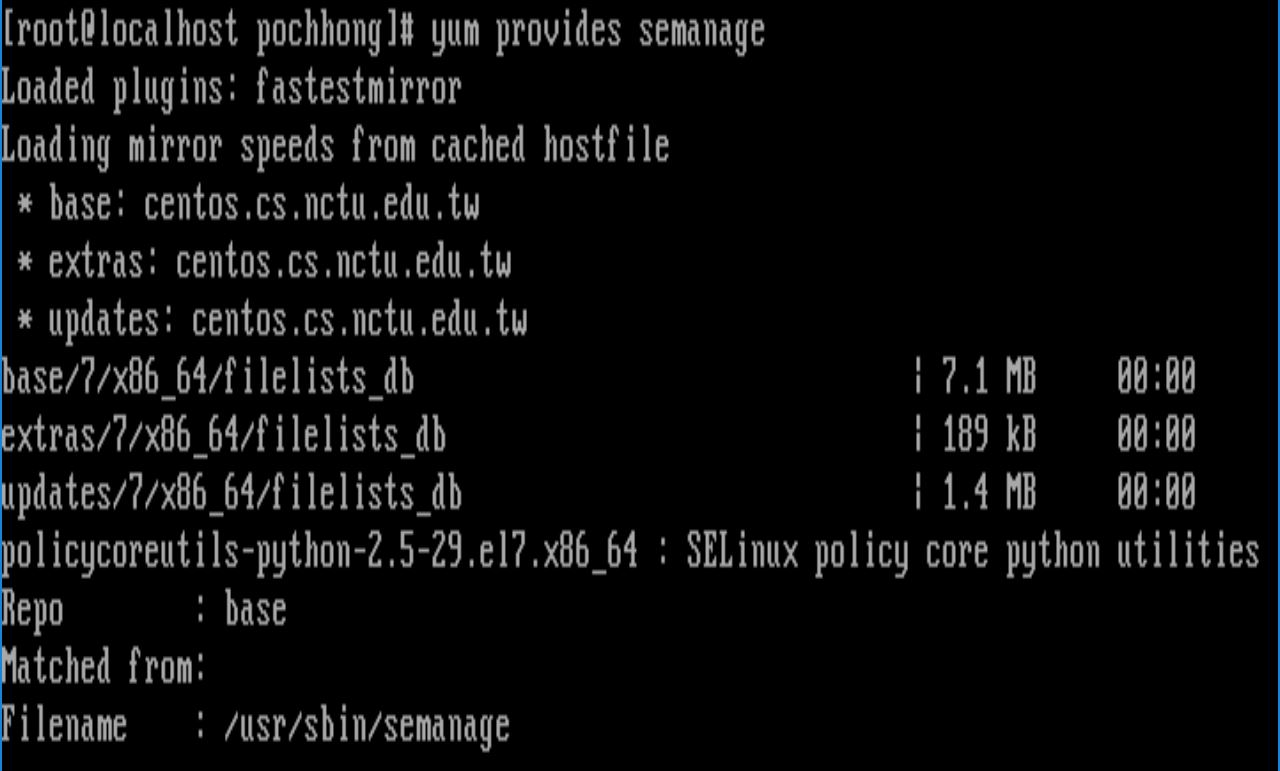 [root@localhost pochhong]# yum provides semanage
Loaded plugins: fastestmirror
Loading mirror speeds from cached hostfile
 * base: centos.cs.nctu.edu.tw
 * extras: centos.cs.nctu.edu.tw
 * updates: centos.cs.nctu.edu.tw
base/7/x86_64/filelists_db | 7.1 MB 00:00
extras/7/x86_64/filelists_db | 189 kB 00:00
updates/7/x86_64/filelists_db | 1.4 MB 00:00
policycoreutils-python-2.5-29.el7.x86_64 : SELinux policy core python utilities
Repo : base
Matched from:
Filename : /usr/sbin/semanage